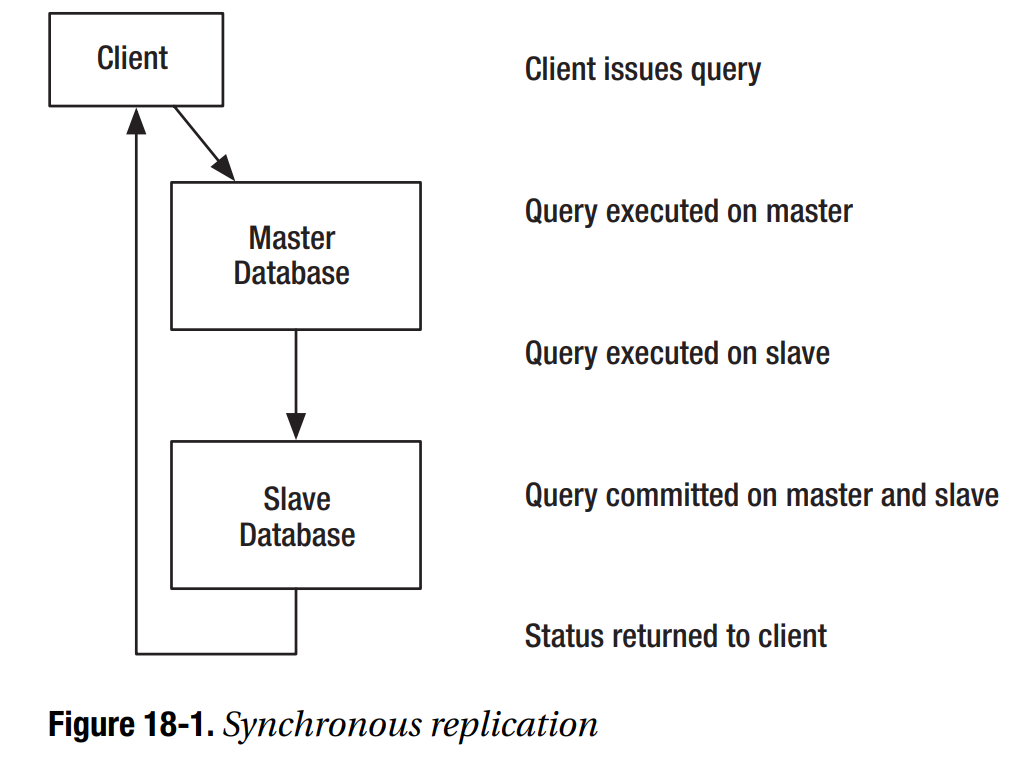 Client
Client issues query
Master
Database
Query executed on master
Query executed on slave
Slave
Database
Query committed on master and slave
Status returned to client
Figure 18-1. Synchronous replication